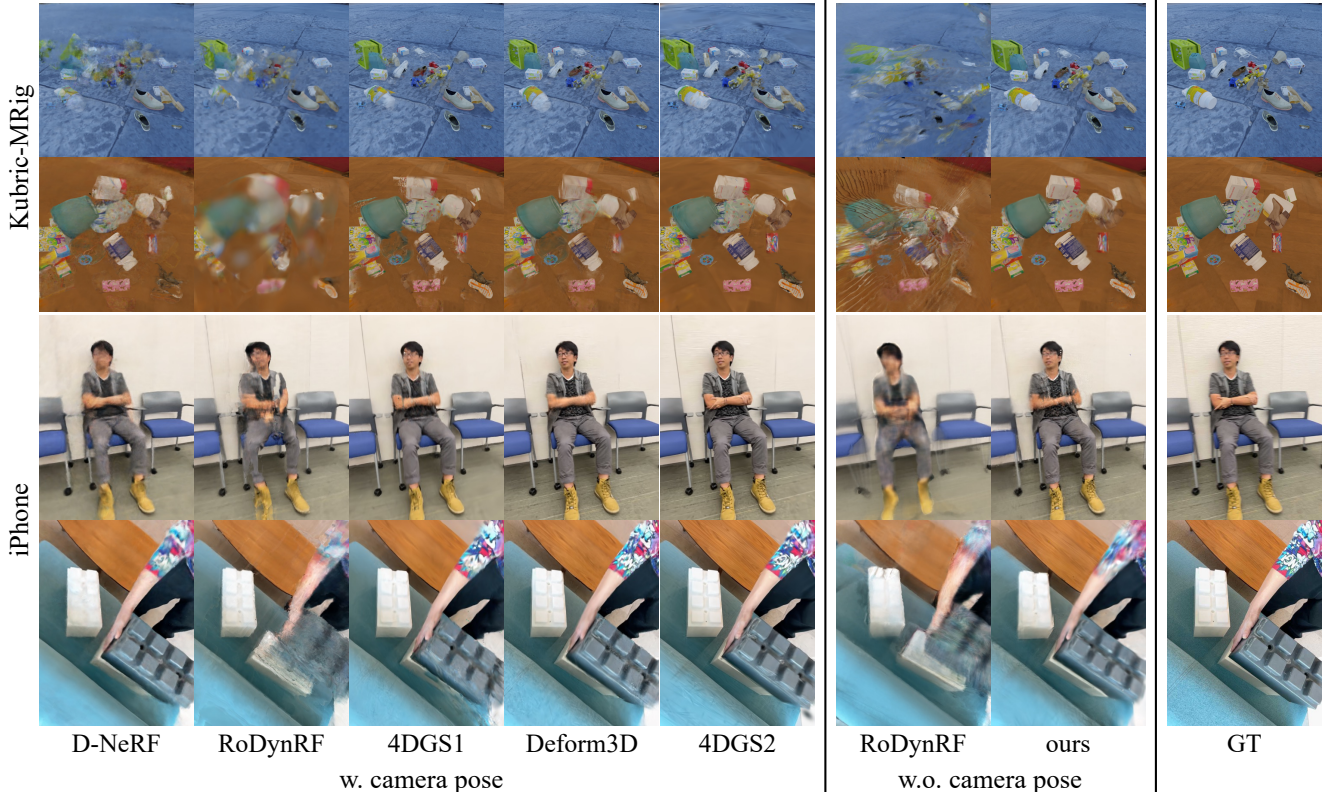 Kubric-MRig
iPhone
D-NeRF RoDynRF 4DGS1 Deform3D 4DGS2 RoDynRF ours GT
w. camera pose w.o. camera pose